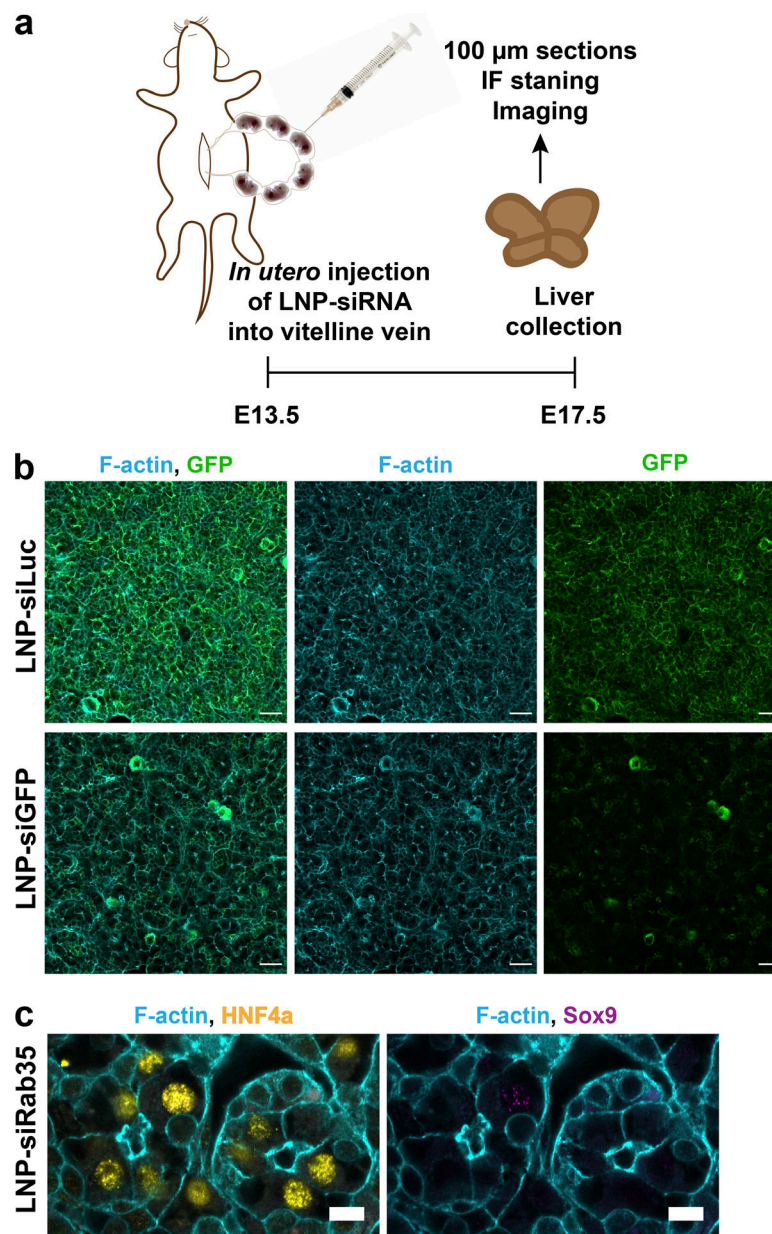 a
100 µm sections
IF staning
Imaging
In utero injection
of LNP-siRNA
into vitelline vein
Liver
collection
E13.5
E17.5
b
F-actin, GFP
F-actin
GFP
LNP-siLuc
LNP-siGFP
c
F-actin, HNF4a
F-actin, Sox9
LNP-siRab35